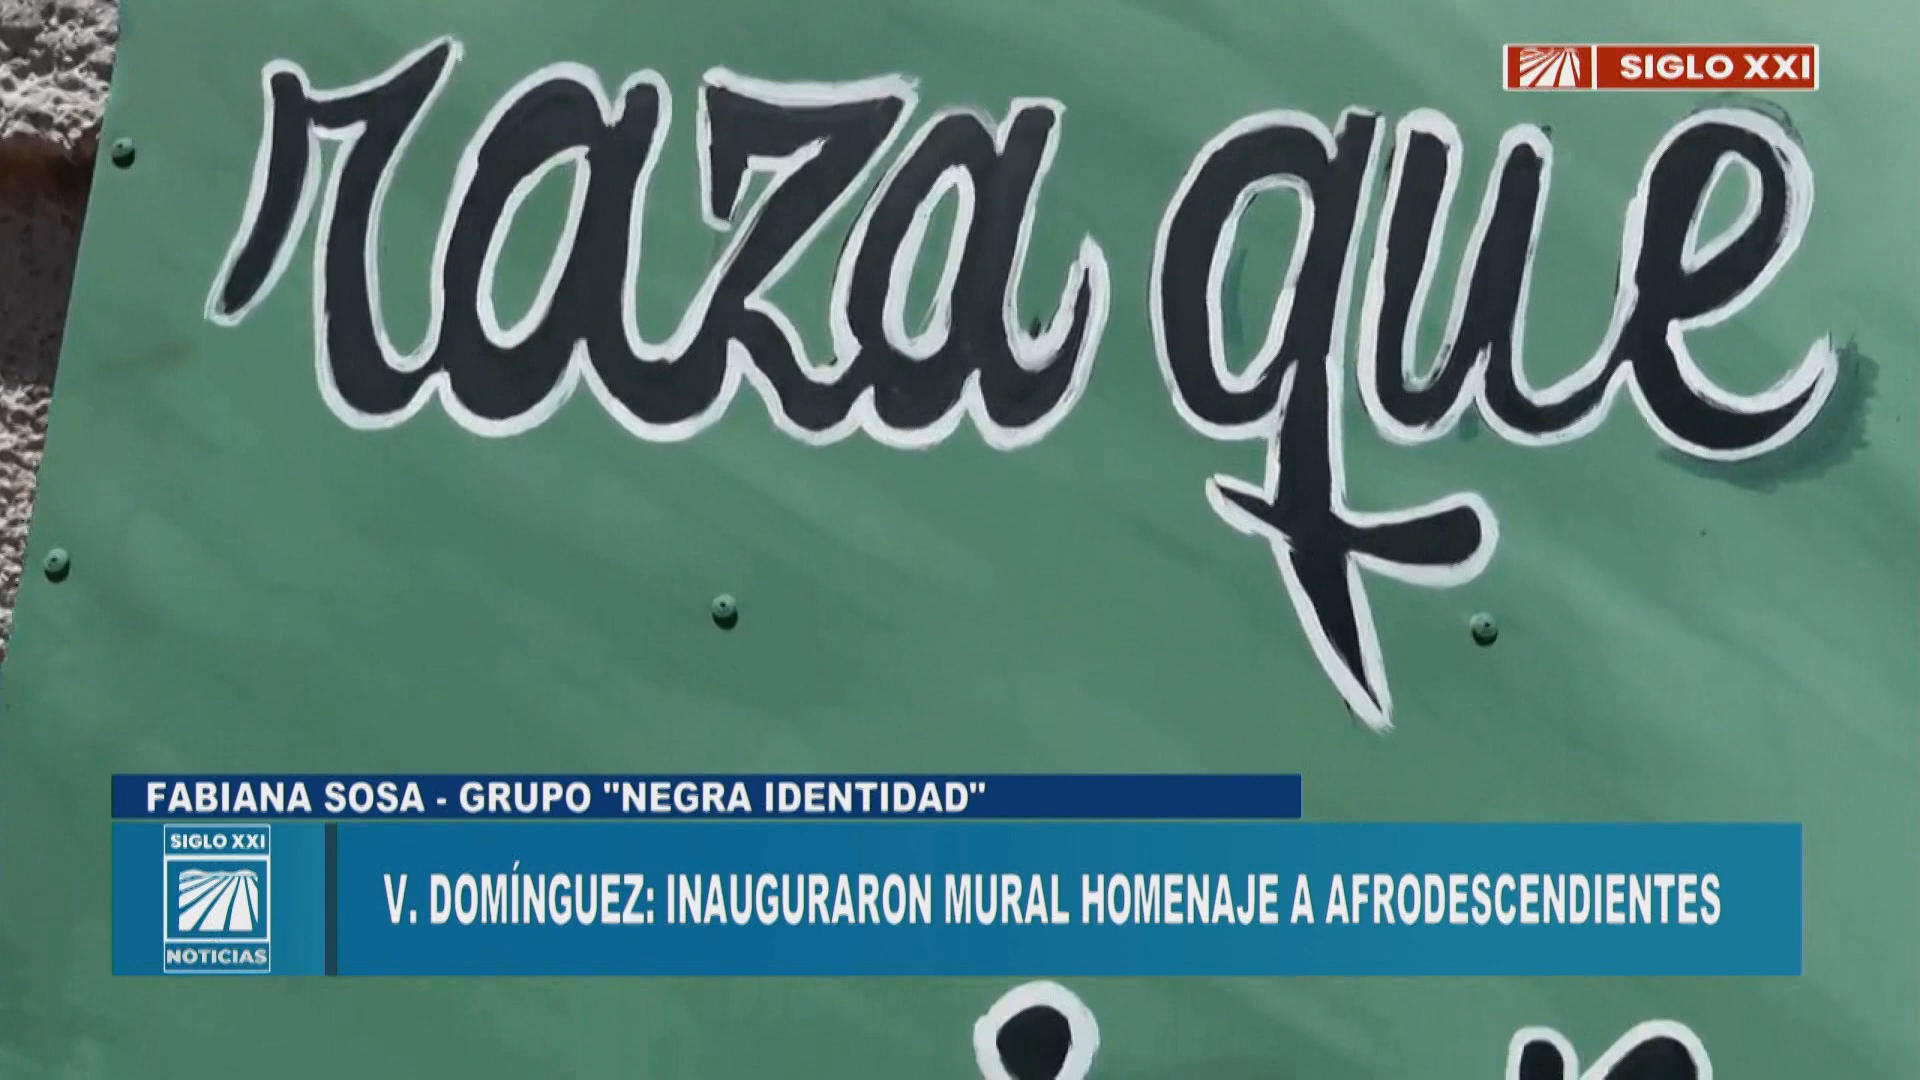 raza que
SIGLO XXI
FABIANA SOSA - GRUPO "NEGRA IDENTIDAD"
SIGLO XXI
NOTICIAS
V. DOMÍNGUEZ: INAUGURARON MURAL HOMENAJE A AFRODESCENDIENTES